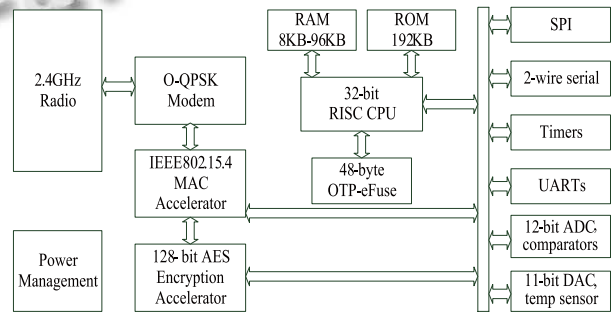 RAM
8KB-96KB
ROM
192KB
SPI
2.4GHz
Radio
O-QPSK
Modem
32-bit
RISC CPU
2-wire serial
Timers
IEEE802.15.4
MAC
Accelerator
48-byte
OTP-eFuse
UARTs
12-bit ADC,
comparators
Power
Management
128- bit AES
Encryption
Accelerator
11-bit DAC,
temp sensor